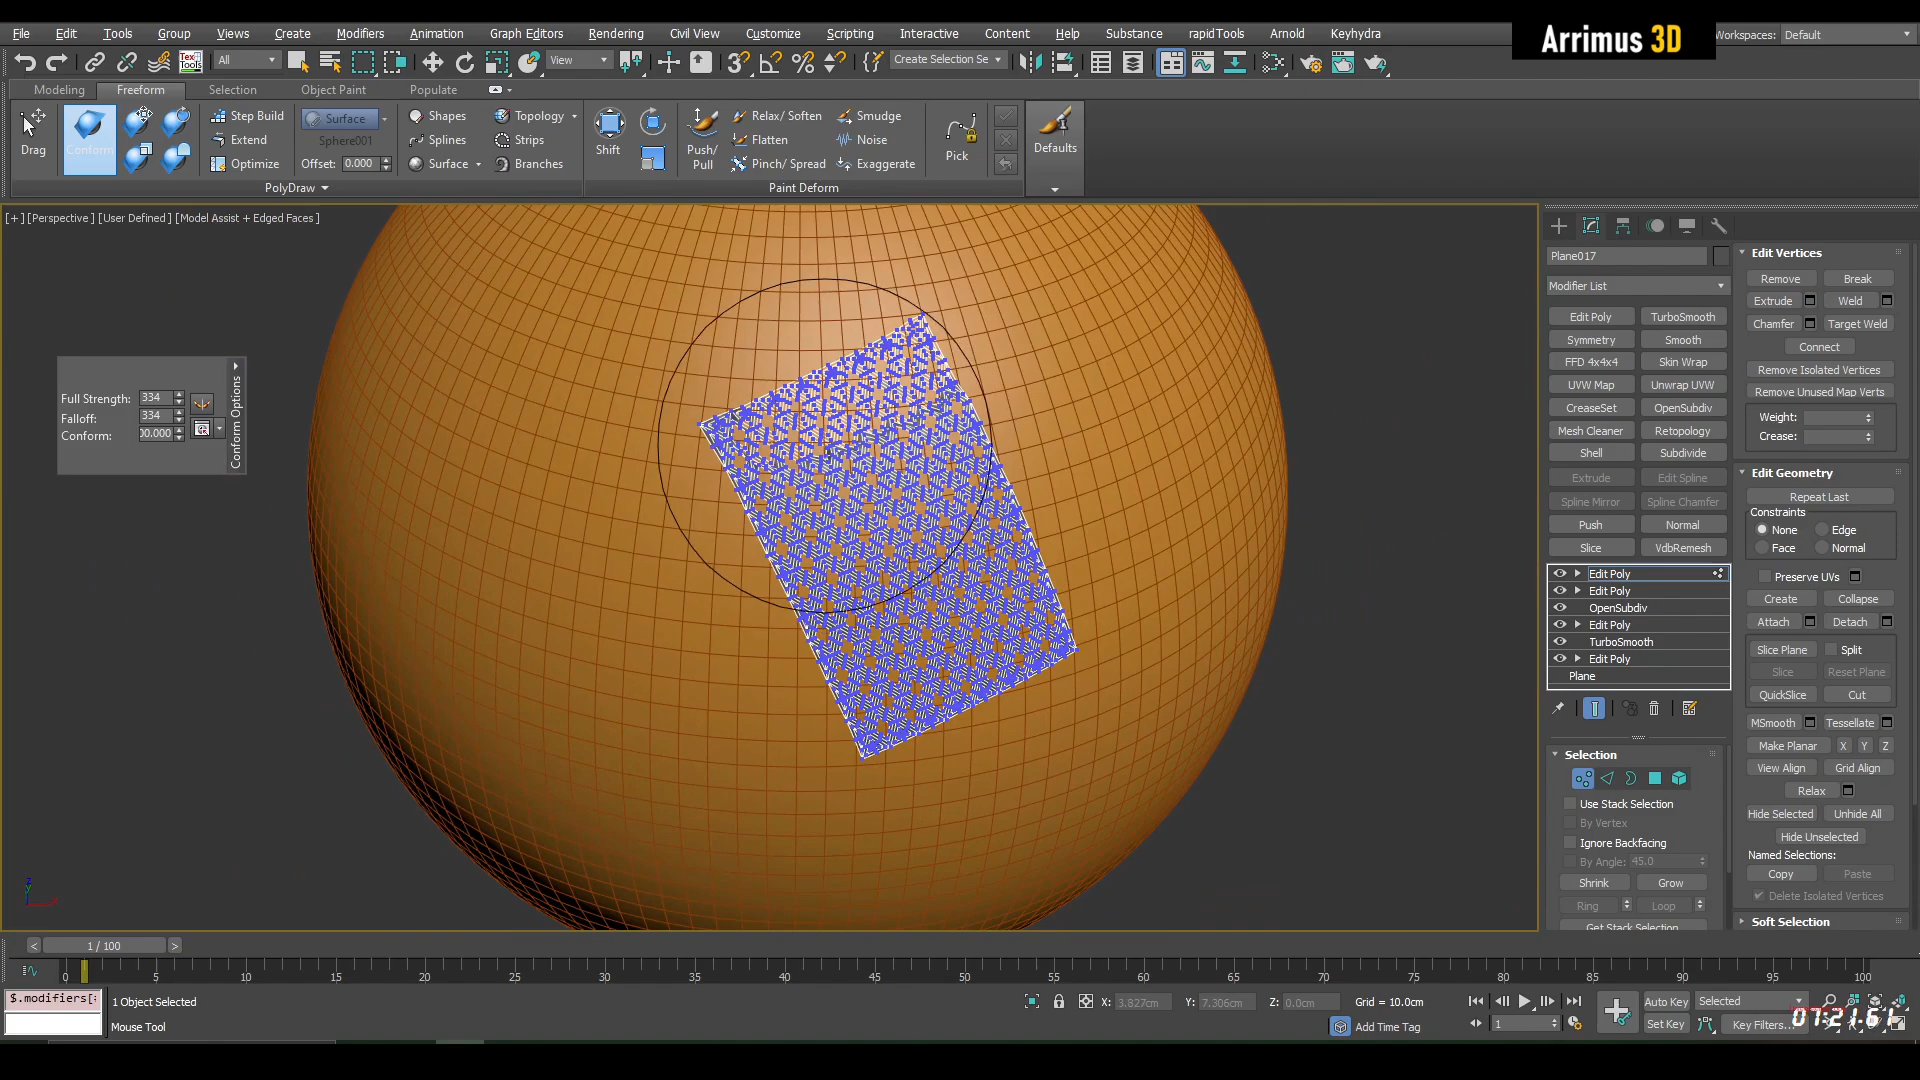 File Edit Tools Group Views Create Modifiers Animation Graph Editors Rendering Civil View Customize Scripting Interactive Content Help Substance rapidTools Arnold Keyhydra
Arrimus 3D
Workspaces: Default
Tex Tools
All
View
Create Selection Se
Modeling Freeform Selection Object Paint Populate
Drag
Conform
Step Build
Extend
Optimize
Surface
Sphere001
Offset: 0.000
Shapes
Splines
Surface
Topology
Strips
Branches
Shift
Push/
Pull
Relax/ Soften
Flatten
Pinch/ Spread
Smudge
Noise
Exaggerate
Pick
Defaults
PolyDraw
Paint Deform
[+] [Perspective ] [User Defined ] [Model Assist + Edged Faces ]
Full Strength: 334
Falloff: 334
Conform: 00.000
Conform Options
Plane017
Modifier List
Edit Poly TurboSmooth
Symmetry Smooth
FFD 4x4x4 Skin Wrap
UVW Map Unwrap UVW
CreaseSet OpenSubdiv
Mesh Cleaner Retopology
Shell Subdivide
Extrude Edit Spline
Spline Mirror Spline Chamfer
Push Normal
Slice VdbRemesh
Edit Poly
Edit Poly
OpenSubdiv
Edit Poly
TurboSmooth
Edit Poly
Plane
Selection
Use Stack Selection
By Vertex
Ignore Backfacing
By Angle: 45.0
Shrink Grow
Ring Loop
Get Stack Selection
Edit Vertices
Remove Break
Extrude Weld
Chamfer Target Weld
Connect
Remove Isolated Vertices
Remove Unused Map Verts
Weight:
Crease:
Edit Geometry
Repeat Last
Constraints
None Edge
Face Normal
Preserve UVs
Create Collapse
Attach Detach
Slice Plane Split
Slice Reset Plane
QuickSlice Cut
MSmooth Tessellate
Make Planar X Y Z
View Align Grid Align
Relax
Hide Selected Unhide All
Hide Unselected
Named Selections:
Copy Paste
Delete Isolated Vertices
Soft Selection
z
< 1 / 100 >
0 5 10 15 20 25 30 35 40 45 50 55 60 65 70 75 80 85 90 95 100
$.modifiers[
1 Object Selected
Mouse Tool
X: 3.827cm Y: 7.306cm Z: 0.0cm Grid = 10.0cm
Add Time Tag
1
Auto Key Selected
Set Key Key Filters...
01:21.61